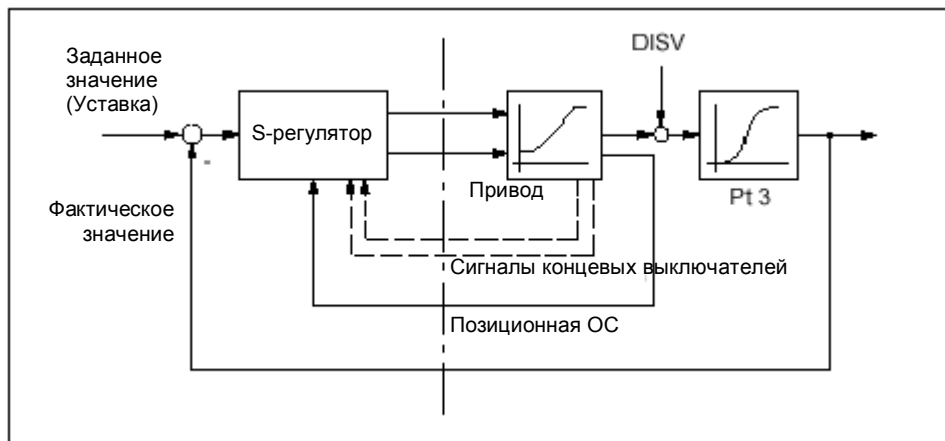 Заданное
значение
(Уставка)
DISV
S-регулятор
-
Привод
Pt 3
Фактическое
значение
Сигналы концевых выключателей
Позиционная ОС